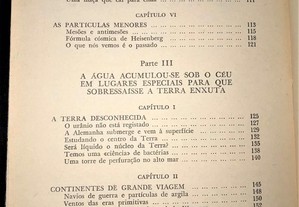 CAPÍTULO VI
AS PARTICULAS MENORES ... ... ... ... ... ... ... ... 113
Mesões e antimesões ... ... ... ... ... ... ... ... 115
Fórmula cósmica de Heisenberg ... ... ... ... ... ... 118
O que nós vemos é o passado ... ... ... ... ... ... 121
Parte III
A ÁGUA ACUMULOU-SE SOB O CÉU
EM LUGARES ESPECIAIS PARA QUE
SOBRESSAÍSSE A TERRA ENXUTA
CAPÍTULO I
A TERRA DESCONHECIDA ... ... ... ... ... ... ... ... 125
O urânio não está registado ... ... ... ... ... ... 127
A Alemanha submerge e vem à superfície ... ... ... 129
Estudando o centro da Terra ... ... ... ... ... ... 132
Será líquido o núcleo da Terra? ... ... ... ... ... 135
Temos uma ecências de bactérias ... ... ... ... ... 136
Uma torre de perfuração no alto mar ... ... ... ... 140
CAPÍTULO II
CONTINENTES DE GRANDE VIAGEM ... ... ... ... ... 145
Navios de guerra e partículas de argila ... ... ... 148
Ventos das eras primitivas ... ... ... ... ... ... 150